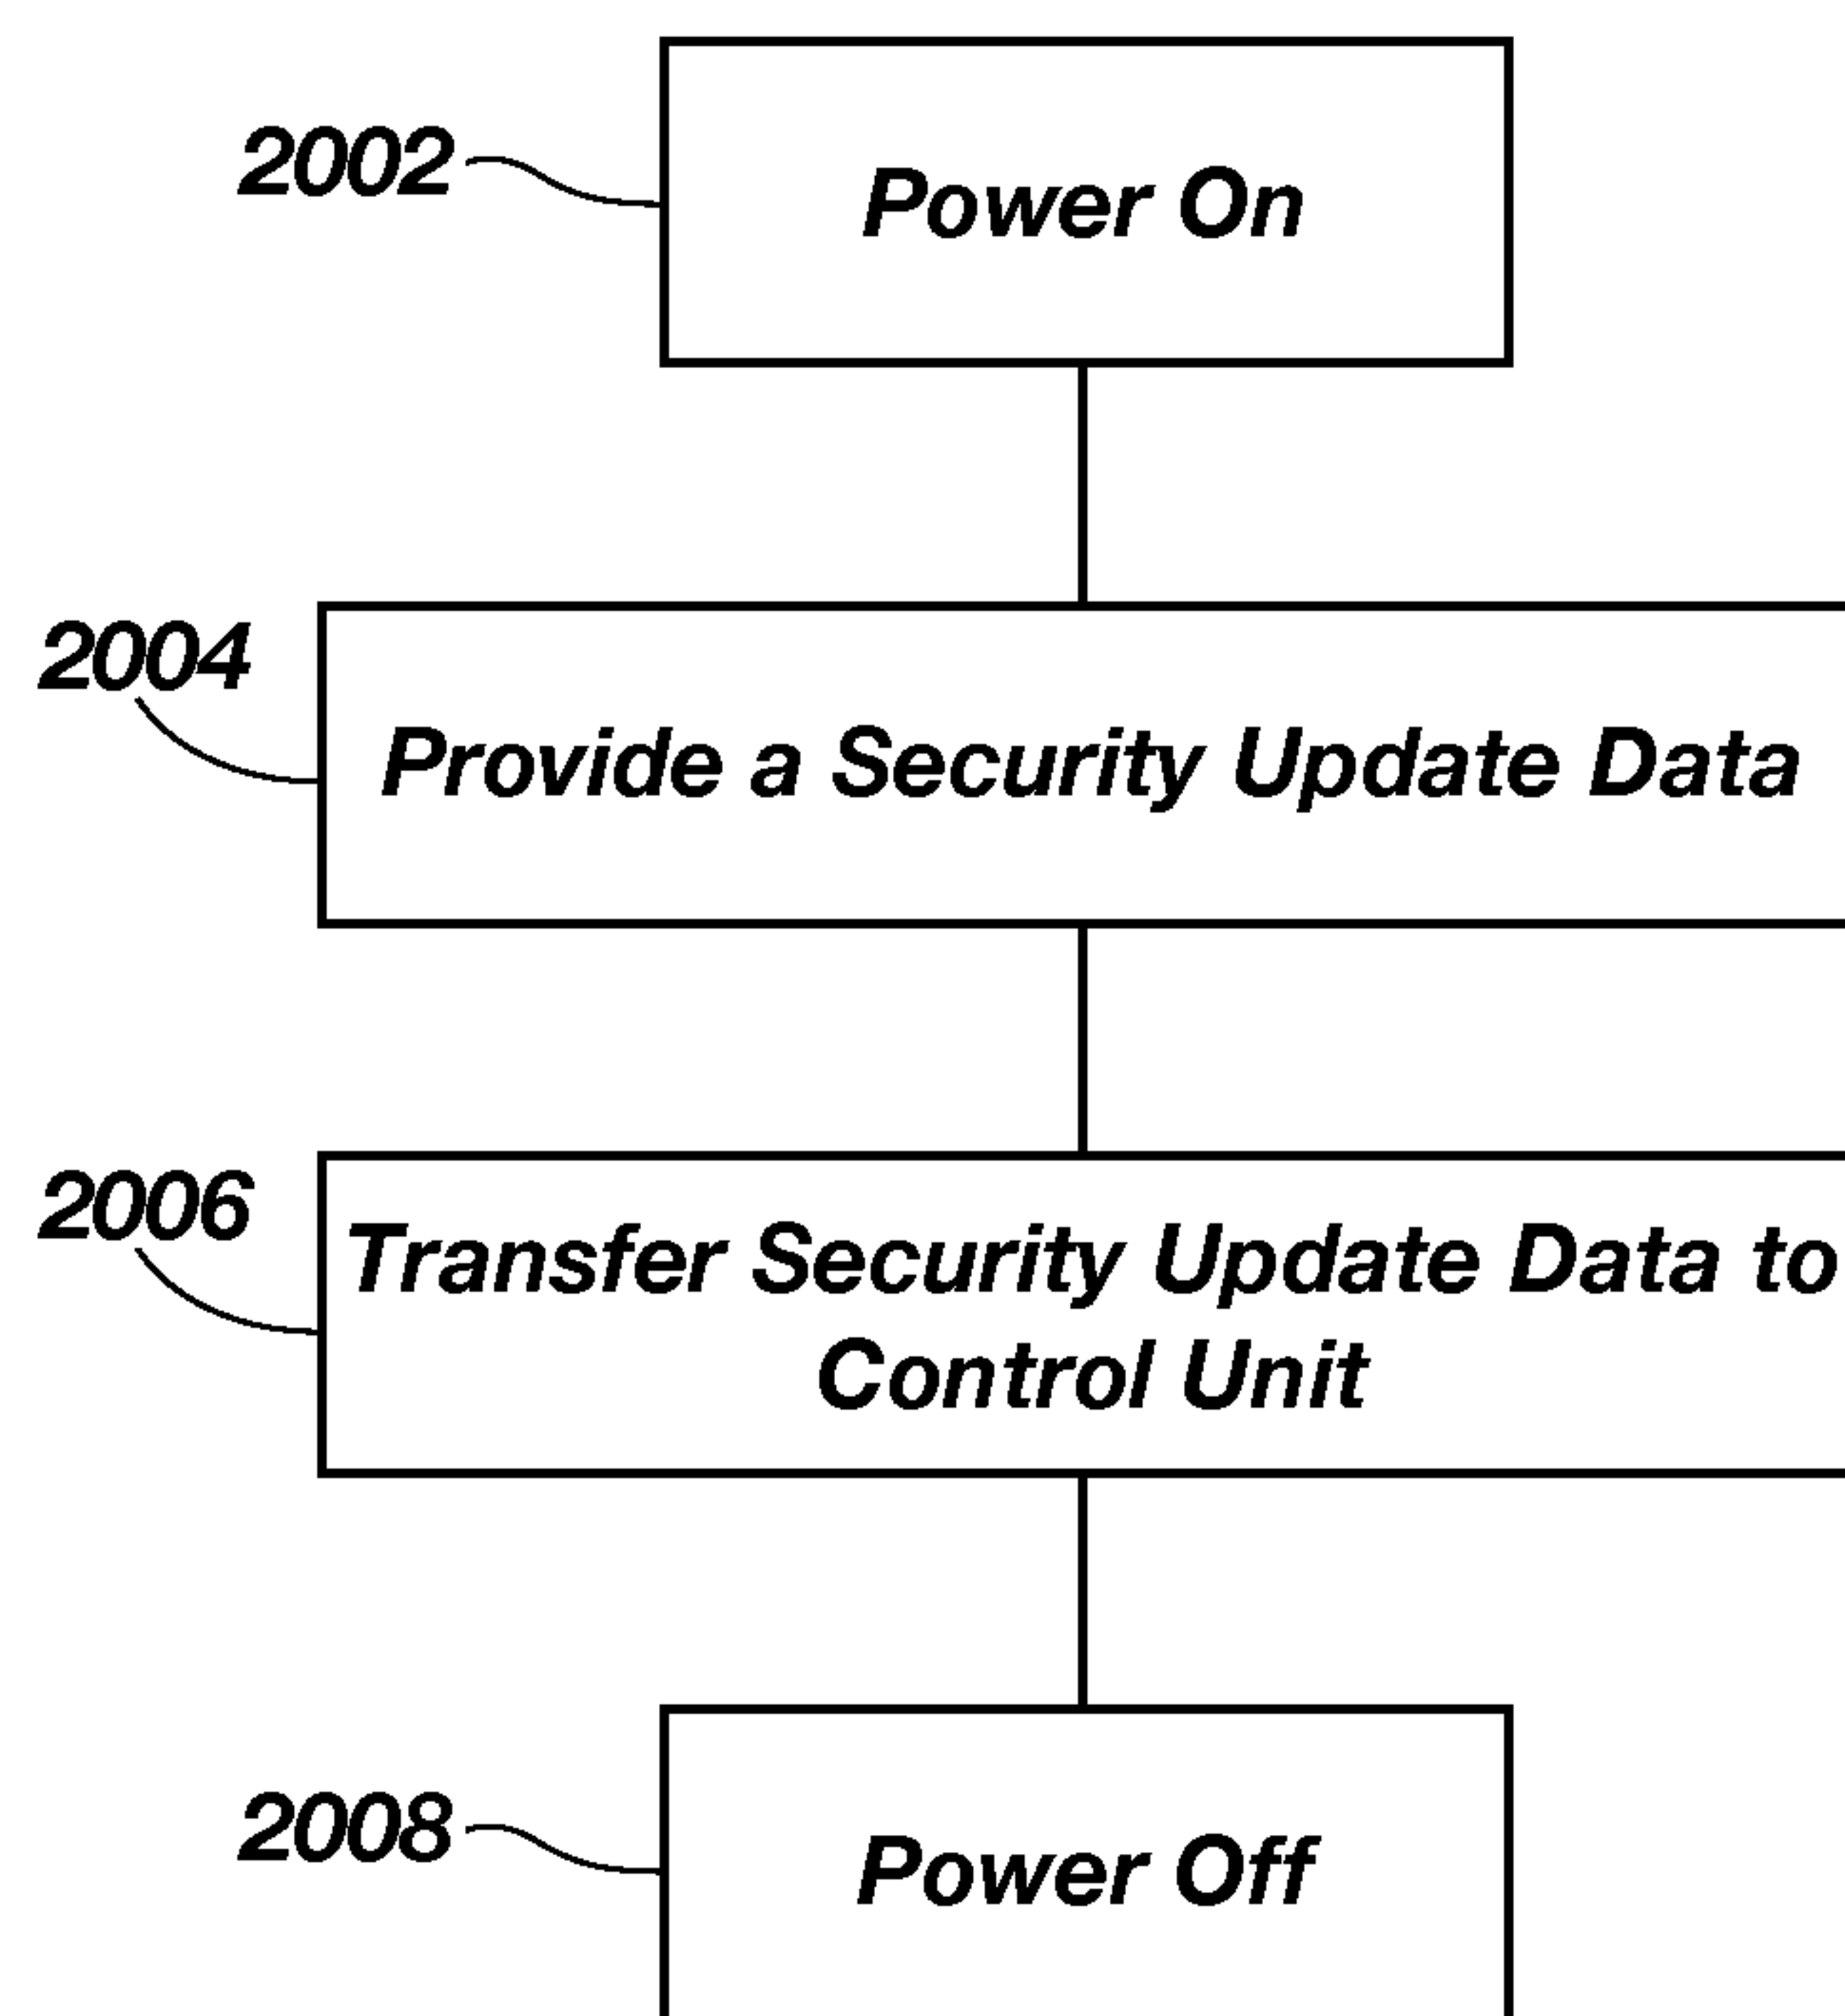 2002
Power On
2004
Provide a Security Update Data
2006
Transfer Security Update Data to
Control Unit
2008
Power Off